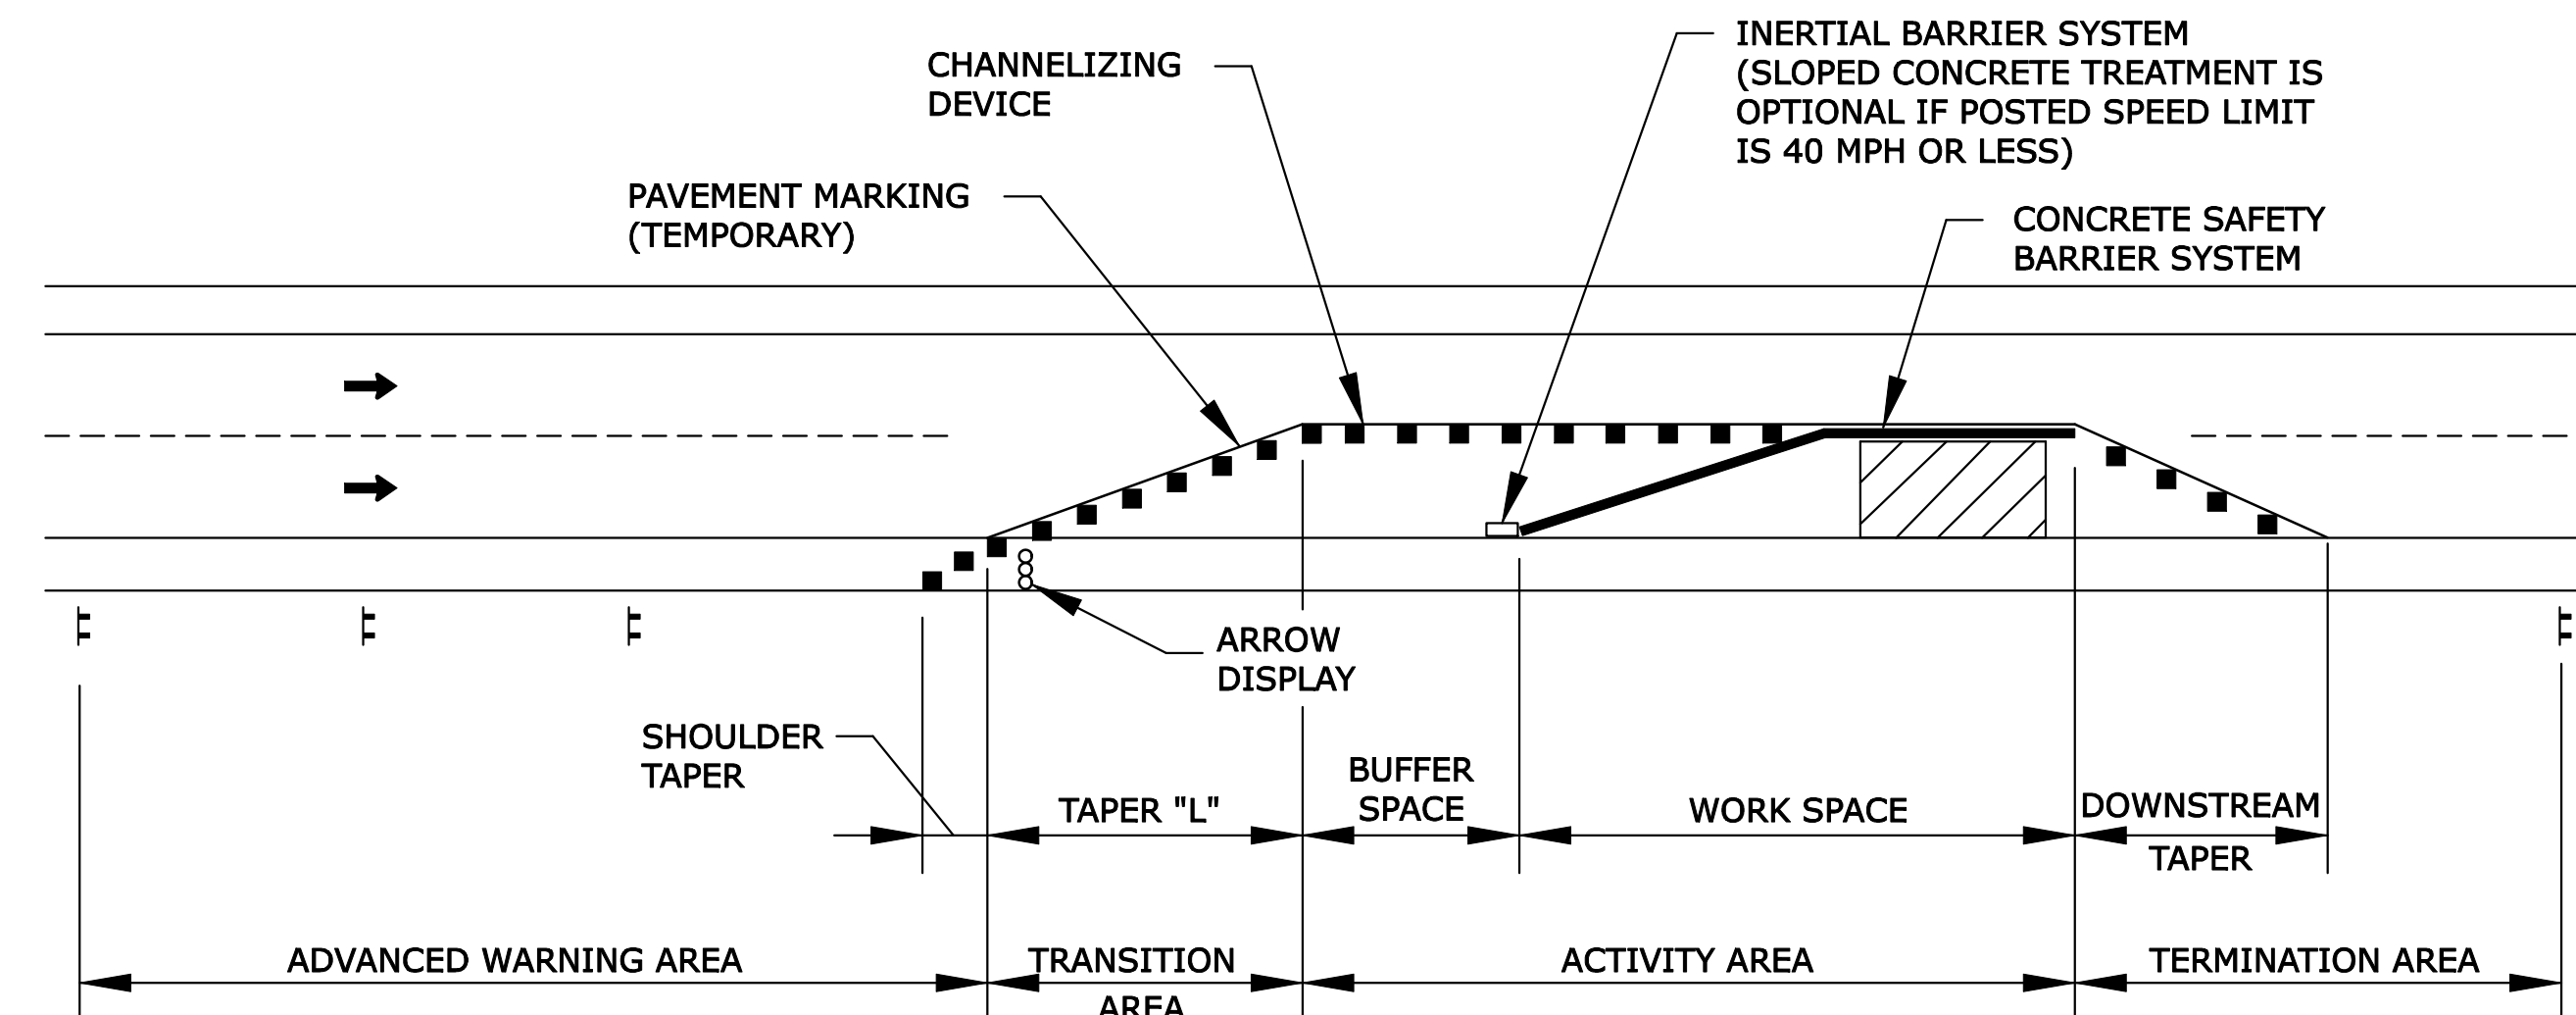 INERTIAL BARRIER SYSTEM
(SLOPED CONCRETE TREATMENT IS
OPTIONAL IF POSTED SPEED LIMIT
IS 40 MPH OR LESS)
CHANNELIZING
DEVICE
PAVEMENT MARKING
(TEMPORARY)
CONCRETE SAFETY
BARRIER SYSTEM
ARROW
DISPLAY
SHOULDER
TAPER
TAPER "L"
BUFFER
SPACE
WORK SPACE
DOWNSTREAM
TAPER
ADVANCED WARNING AREA
TRANSITION
AREA
ACTIVITY AREA
TERMINATION AREA